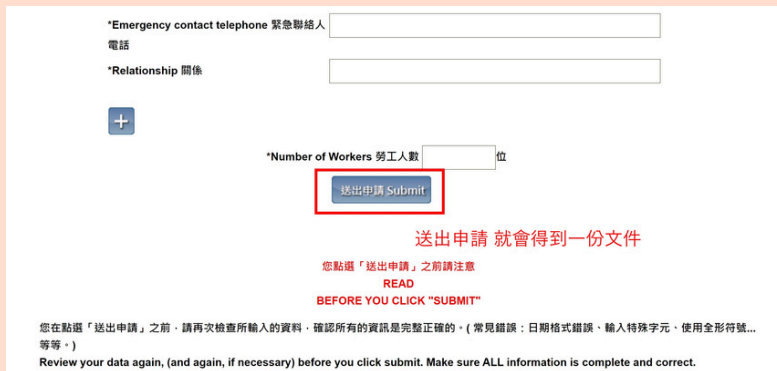 *Emergency contact telephone 緊急聯絡人
電話
*Relationship 關係
+
*Number of Workers 勞工人數 位
送出申請 Submit
送出申請 就會得到一份文件
您點選「送出申請」之前請注意
READ
BEFORE YOU CLICK "SUBMIT"
您在點選「送出申請」之前，請再次檢查所輸入的資料，確認所有的資訊是完整正確的。( 常見錯誤：日期格式錯誤、輸入特殊字元、使用全形符號...
等等。)
Review your data again, (and again, if necessary) before you click submit. Make sure ALL information is complete and correct.